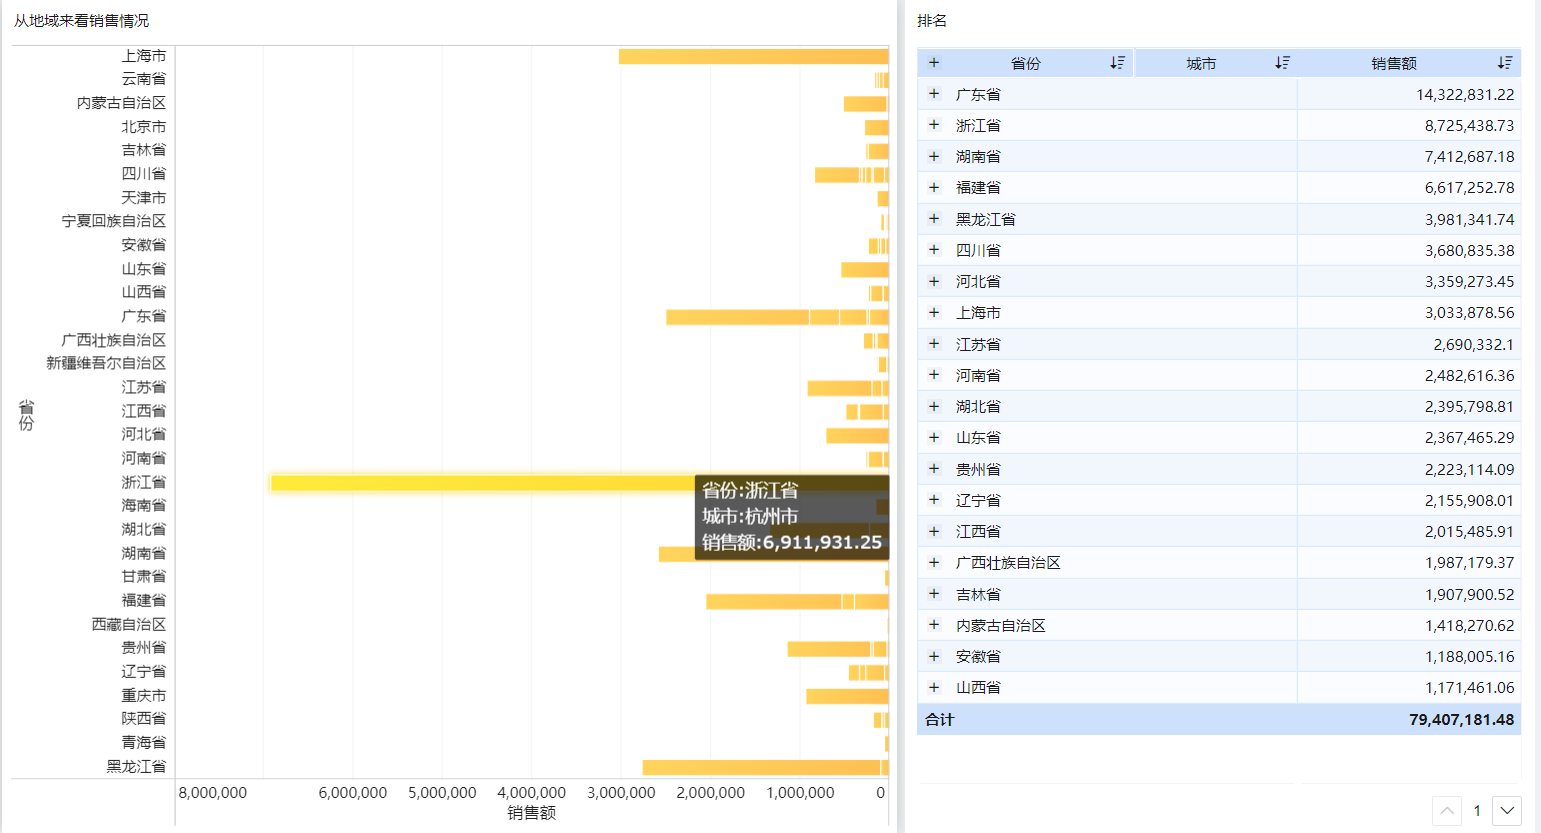 从地域来看销售情况
上海市
云南省
内蒙古自治区
北京市
吉林省
四川省
天津市
宁夏回族自治区
安徽省
山东省
山西省
广东省
广西壮族自治区
新疆维吾尔自治区
江苏省
江西省
河北省
河南省
浙江省
海南省
湖北省
湖南省
甘肃省
福建省
西藏自治区
贵州省
辽宁省
重庆市
陕西省
青海省
黑龙江省
省份
省份:浙江省
城市:杭州市
销售额:6,911,931.25
8,000,000 6,000,000 5,000,000 4,000,000 3,000,000 2,000,000 1,000,000 0
销售额
排名
+ 省份 城市 销售额
+ 广东省 14,322,831.22
+ 浙江省 8,725,438.73
+ 湖南省 7,412,687.18
+ 福建省 6,617,252.78
+ 黑龙江省 3,981,341.74
+ 四川省 3,680,835.38
+ 河北省 3,359,273.45
+ 上海市 3,033,878.56
+ 江苏省 2,690,332.1
+ 河南省 2,482,616.36
+ 湖北省 2,395,798.81
+ 山东省 2,367,465.29
+ 贵州省 2,223,114.09
+ 辽宁省 2,155,908.01
+ 江西省 2,015,485.91
+ 广西壮族自治区 1,987,179.37
+ 吉林省 1,907,900.52
+ 内蒙古自治区 1,418,270.62
+ 安徽省 1,188,005.16
+ 山西省 1,171,461.06
合计 79,407,181.48
1